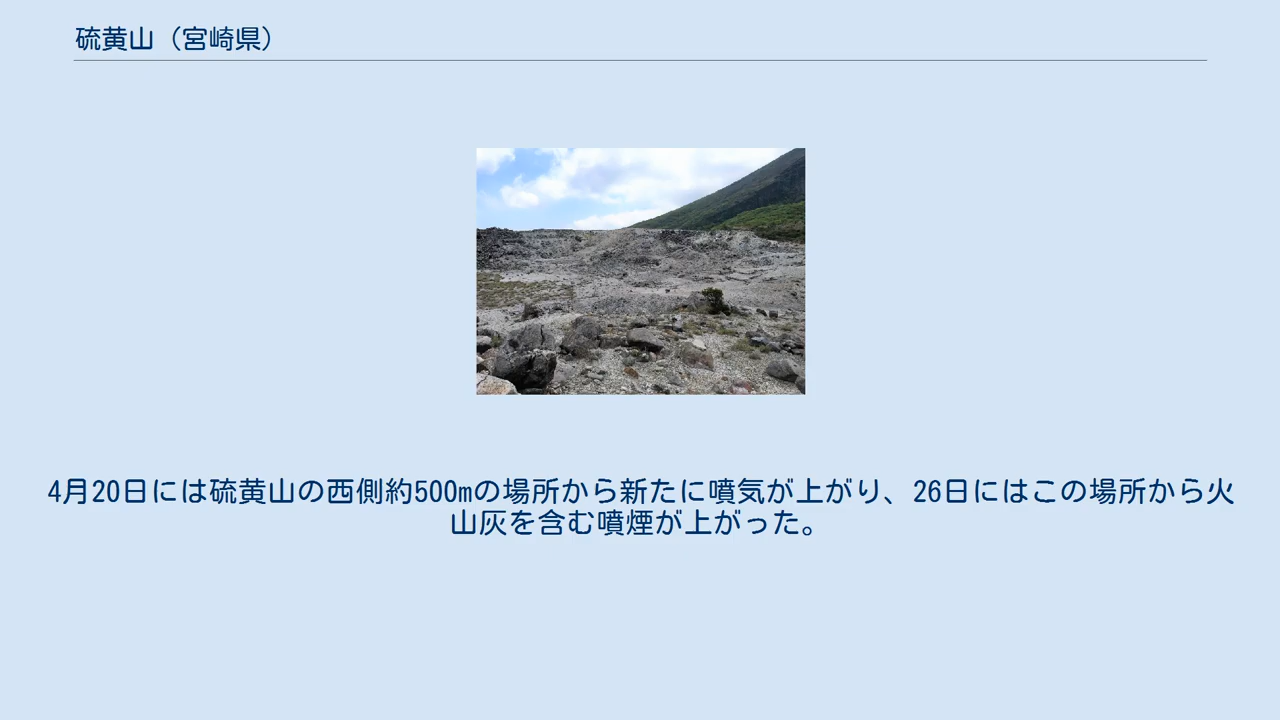 硫黄山（宮崎県）
4月20日には硫黄山の西側約500mの場所から新たに噴気が上がり、26日にはこの場所から火
山灰を含む噴煙が上がった。